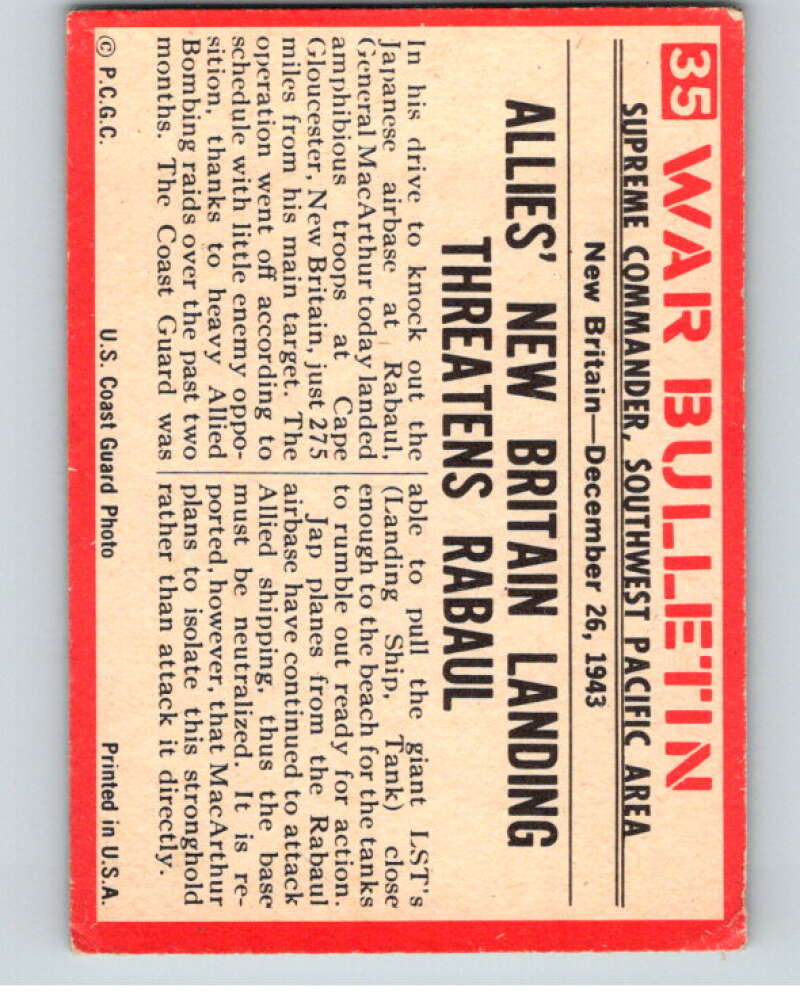 35 WAR BULLETIN
SUPREME COMMANDER, SOUTHWEST PACIFIC AREA
New Britain—December 26, 1943
ALLIES' NEW BRITAIN LANDING
THREATENS RABAUL
In his drive to knock out the
Japanese airbase at Rabaul,
General MacArthur today landed
amphibious troops at Cape
Gloucester, New Britain, just 275
miles from his main target. The
operation went off according to
schedule with little enemy oppo-
sition, thanks to heavy Allied
Bombing raids over the past two
months. The Coast Guard was
able to pull the giant LST's
(Landing Ship, Tank) close
enough to the beach for the tanks
to rumble out ready for action.
Jap planes from the Rabaul
airbase have continued to attack
Allied shipping, thus the base
must be neutralized. It is re-
ported, however, that MacArthur
plans to isolate this stronghold
rather than attack it directly.
© P.C.G.C. U.S. Coast Guard Photo Printed in U.S.A.